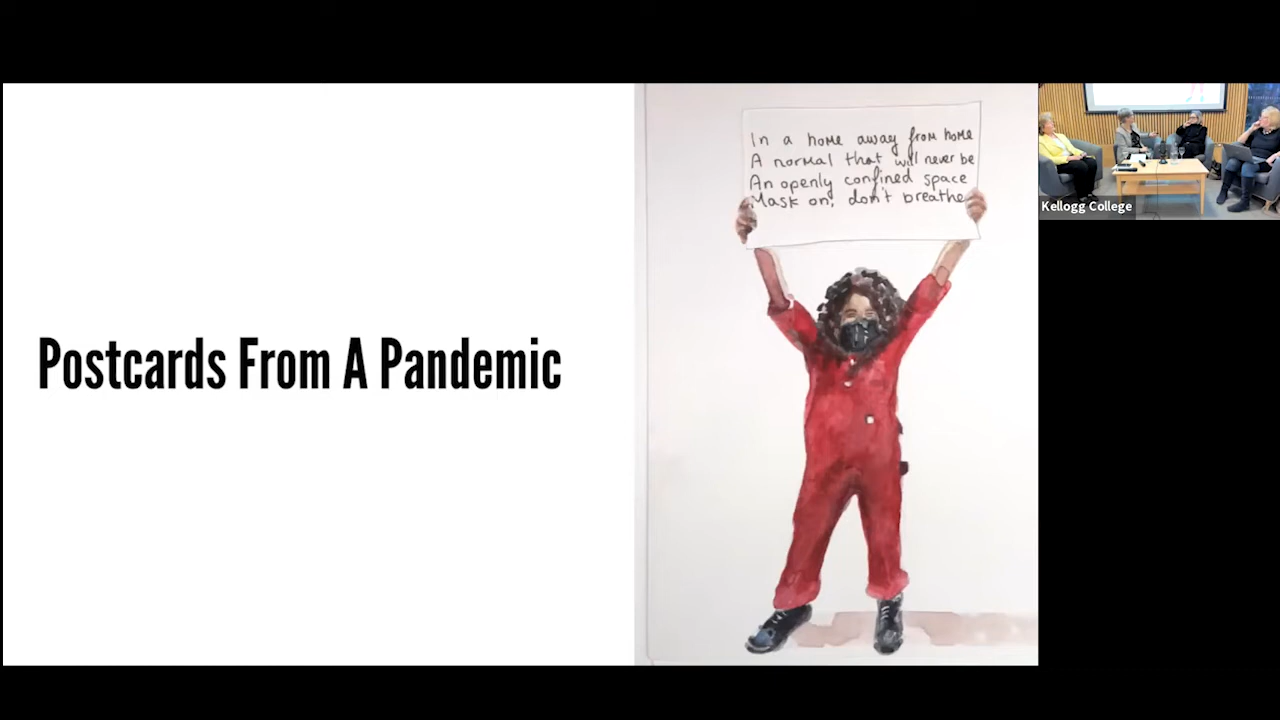 Postcards From A Pandemic
In a home away from home
A normal that will never be
An openly confined space
Mask on, don't breathe
Kellogg College